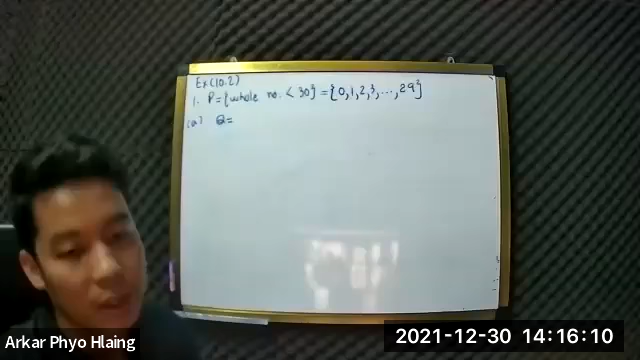 Ex(10.2)
1. P={whole no. < 30} = {0,1,2,3,...,29}
(a) Q=
Arkar Phyo Hlaing
2021-12-30 14:16:10